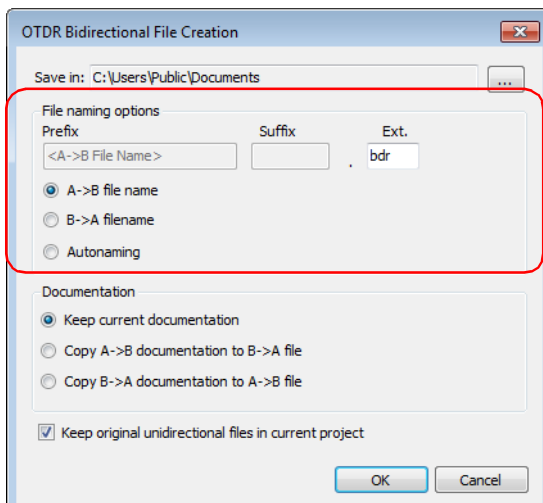 OTDR Bidirectional File Creation
Save in: C:\Users\Public\Documents ...
File naming options
Prefix Suffix Ext.
<A->B File Name> . bdr
A->B file name
B->A filename
Autonaming
Documentation
Keep current documentation
Copy A->B documentation to B->A file
Copy B->A documentation to A->B file
Keep original unidirectional files in current project
OK Cancel